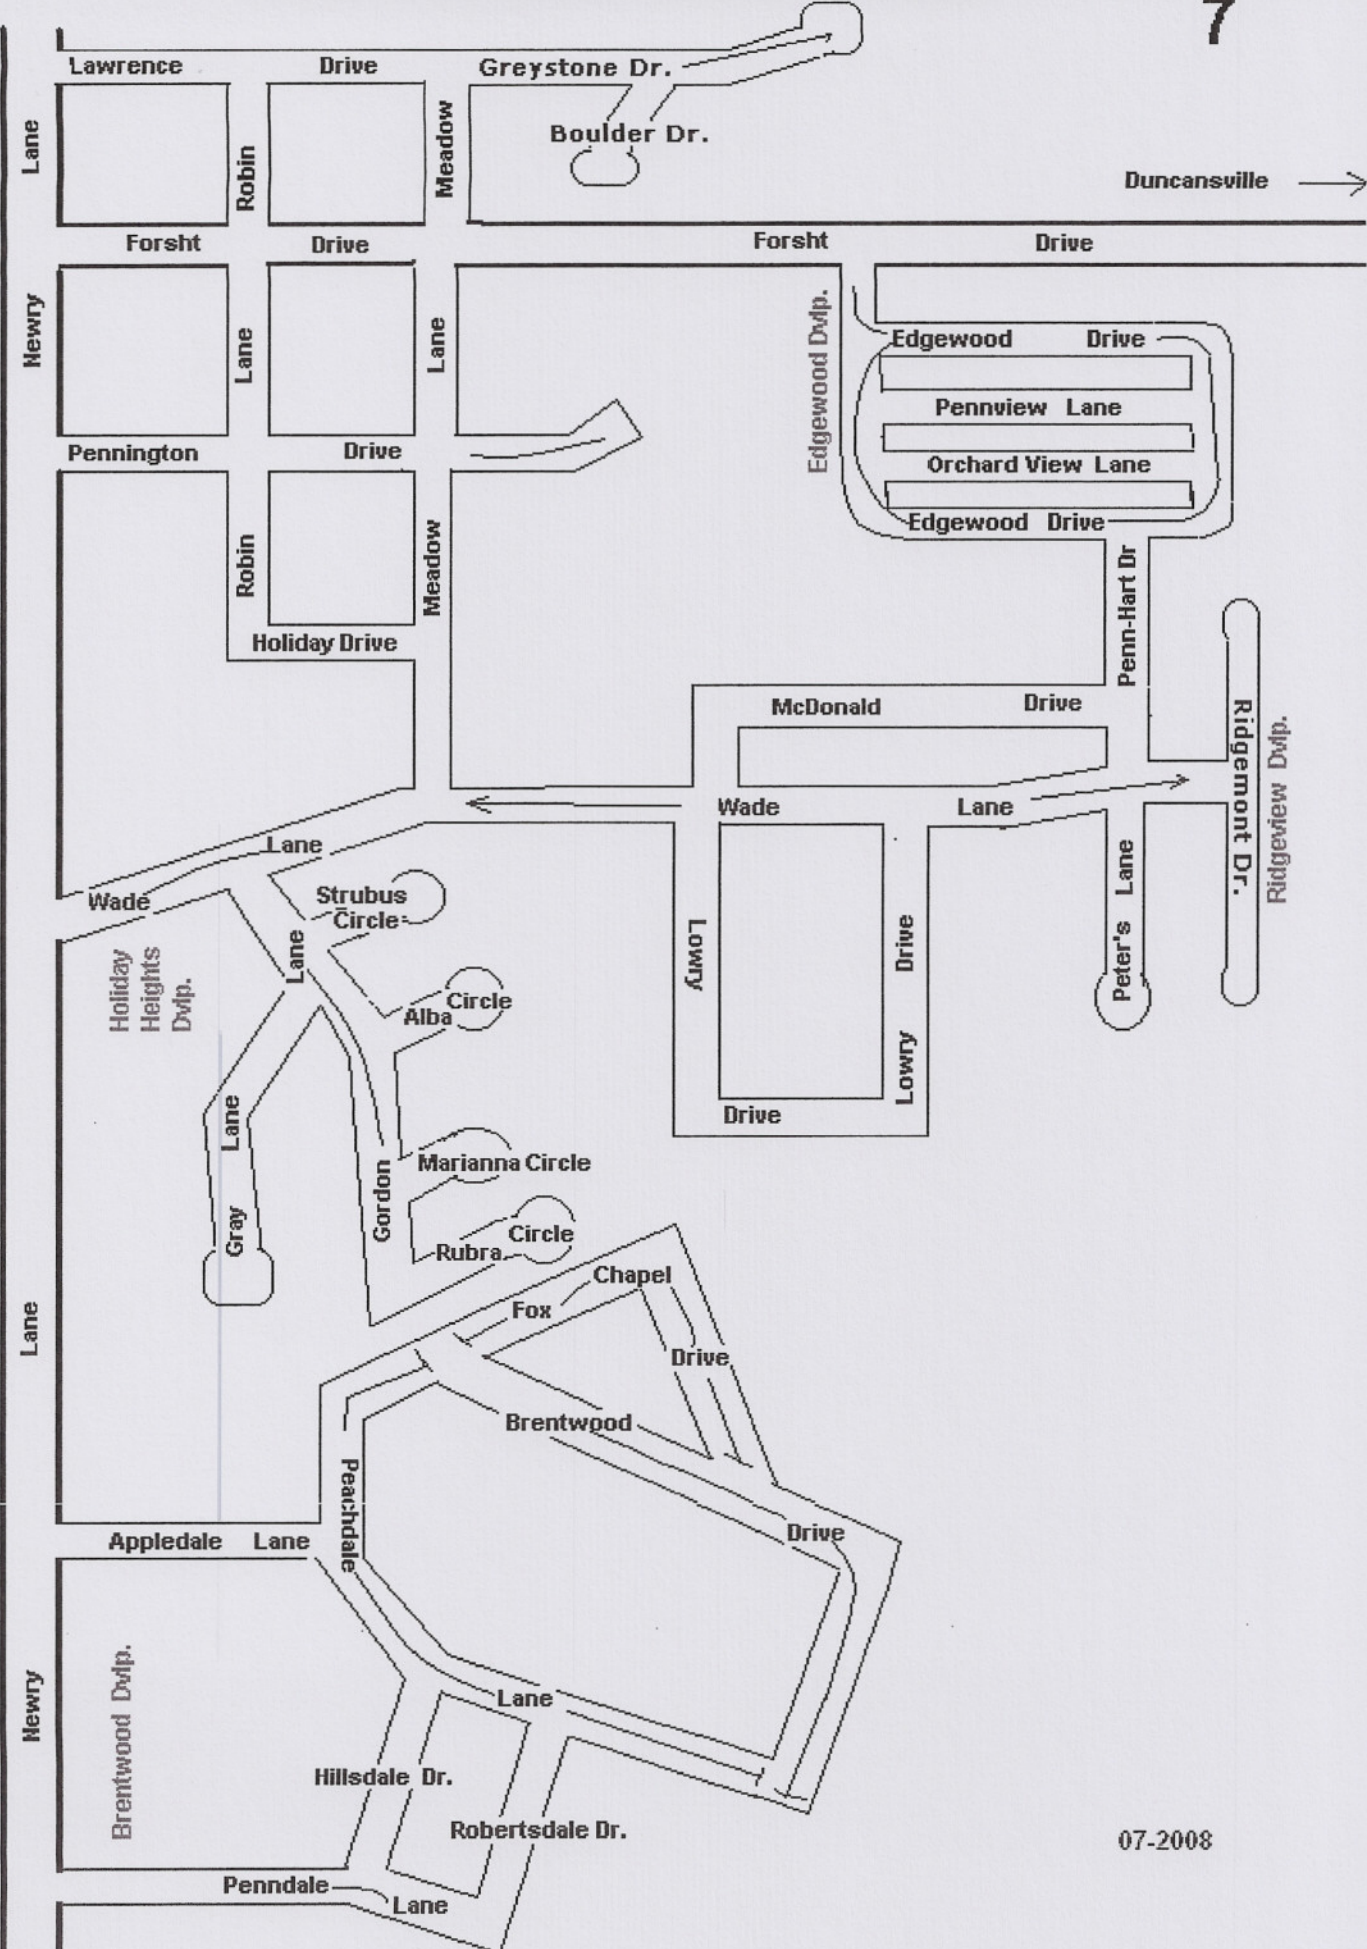 7
Lawrence Drive Greystone Dr.
Boulder Dr.
Lane
Robin
Meadow
Duncansville
Forsht Drive Forsht Drive
Newry
Lane
Lane
Edgewood Dvlp.
Edgewood Drive
Pennview Lane
Orchard View Lane
Edgewood Drive
Pennington Drive
Robin
Meadow
Holiday Drive
Penn-Hart Dr
McDonald Drive
Ridgemont Dr.
Ridgeview Dvlp.
Wade Lane
Lane
Wade
Strubus
Circle
Lane
Holiday
Heights
Dvlp.
Circle
Alba
Lowry
Drive
Lowry
Drive
Peter's Lane
Lane
Gray
Gordon
Marianna Circle
Circle
Rubra
Chapel
Fox
Drive
Lane
Brentwood
Drive
Peachdale
Appledale Lane
Newry
Brentwood Dvlp.
Lane
Hillsdale Dr.
Robertsdale Dr.
Penndale
Lane
07-2008